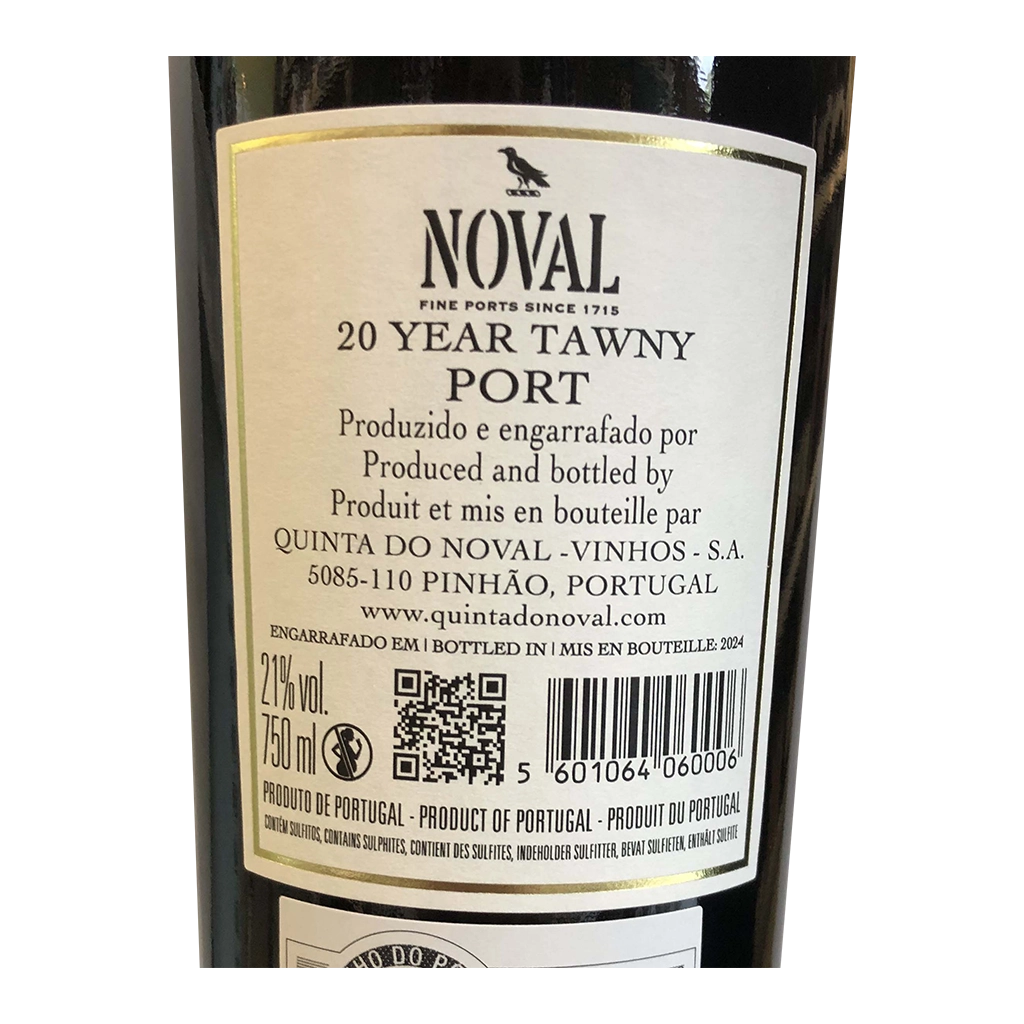 NOVAL
FINE PORTS SINCE 1715
20 YEAR TAWNY
PORT
Produzido e engarrafado por
Produced and bottled by
Produit et mis en bouteille par
QUINTA DO NOVAL -VINHOS - S.A.
5085-110 PINHÃO, PORTUGAL
www.quintadonoval.com
ENGARRAFADO EM | BOTTLED IN | MIS EN BOUTEILLE: 2024
21% vol.
750 ml
5 601064 060006
PRODUTO DE PORTUGAL - PRODUCT OF PORTUGAL - PRODUIT DU PORTUGAL
CONTÉM SULFITOS, CONTAINS SULPHITES, CONTIENT DES SULFITES, INDEHOLDER SULFITTER, BEVAT SULFIETEN, ENTHÄLT SULFITE
DO